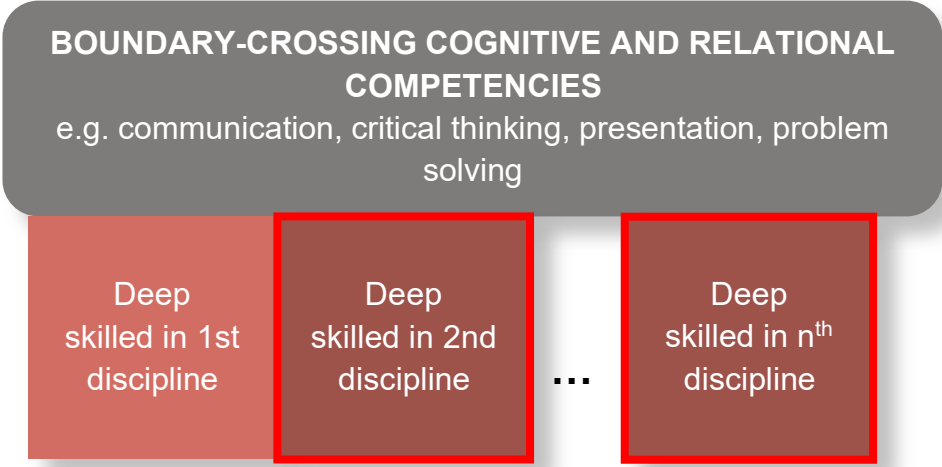 BOUNDARY-CROSSING COGNITIVE AND RELATIONAL
COMPETENCIES
e.g. communication, critical thinking, presentation, problem
solving
Deep
skilled in 1st
discipline
Deep
skilled in 2nd
discipline
...
Deep
skilled in nth
discipline